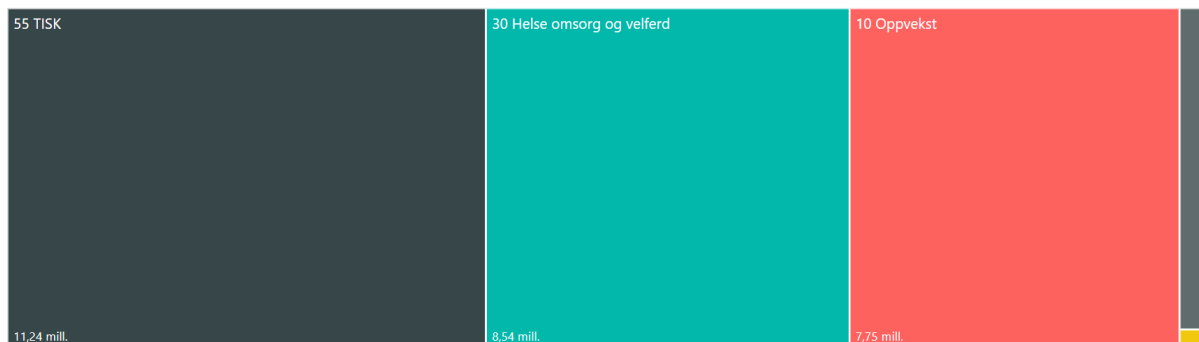 55 TISK
30 Helse omsorg og velferd
10 Oppvekst
11,24 mill.
8,54 mill.
7,75 mill.